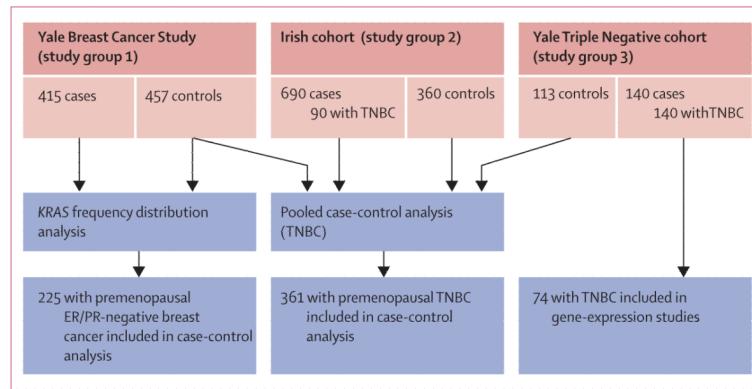 Yale Breast Cancer Study
(study group 1)
415 cases
457 controls
Irish cohort (study group 2)
690 cases
90 with TNBC
360 controls
Yale Triple Negative cohort
(study group 3)
113 controls
140 cases
140 withTNBC
KRAS frequency distribution
analysis
Pooled case-control analysis
(TNBC)
225 with premenopausal
ER/PR-negative breast
cancer included in case-control
analysis
361 with premenopausal TNBC
included in case-control
analysis
74 with TNBC included in
gene-expression studies